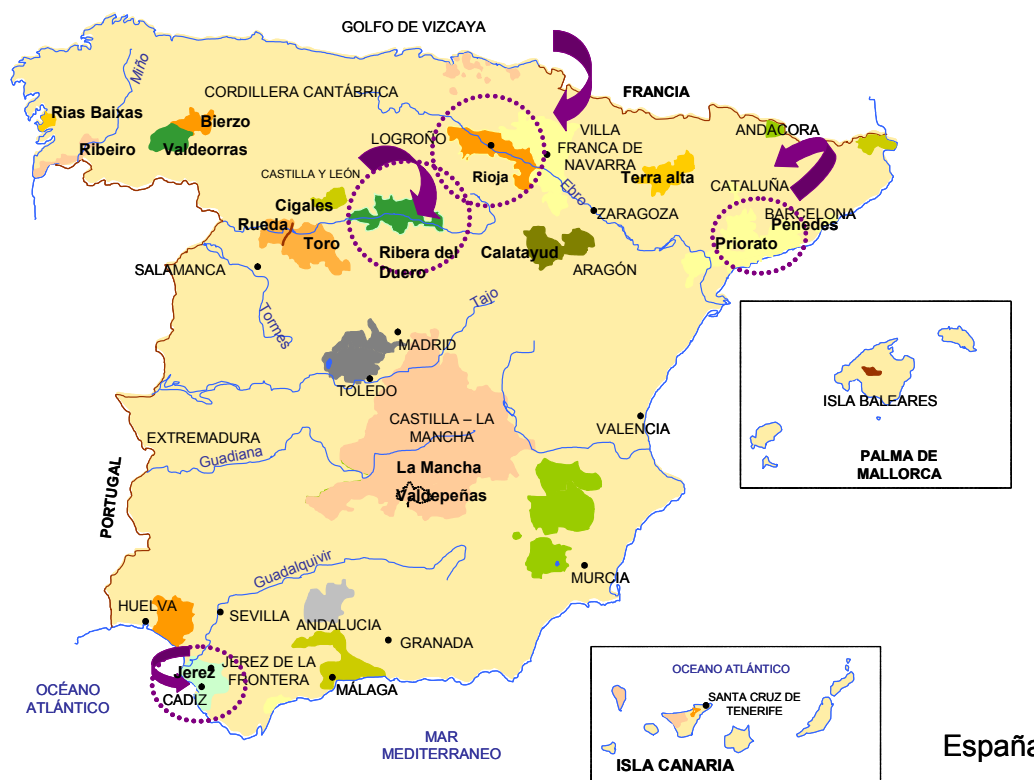 GOLFO DE VIZCAYA
Miño
CORDILLERA CANTÁBRICA
FRANCIA
Rias Baixas
Bierzo
Ribeiro
Valdeorras
LOGROÑO
VILLA
FRANCA DE
NAVARRA
ANDACORA
Rioja
Terra alta
CASTILLA Y LEÓN
CATALUÑA
Cigales
Ebro
ZARAGOZA
BARCELONA
Penedes
Rueda
Toro
Ribera del
Duero
Calatayud
Priorato
ARAGÓN
SALAMANCA
Tormes
Tajo
MADRID
TOLEDO
ISLA BALEARES
PALMA DE
MALLORCA
CASTILLA – LA
MANCHA
VALENCIA
EXTREMADURA
Guadiana
La Mancha
Valdepeñas
PORTUGAL
Guadalquivir
MURCIA
HUELVA
SEVILLA
ANDALUCIA
GRANADA
Jerez
JEREZ DE LA
FRONTERA
CADIZ
MÁLAGA
OCÉANO
ATLÁNTICO
MAR
MEDITERRANEO
OCEANO ATLÁNTICO
SANTA CRUZ DE
TENERIFE
ISLA CANARIA
España